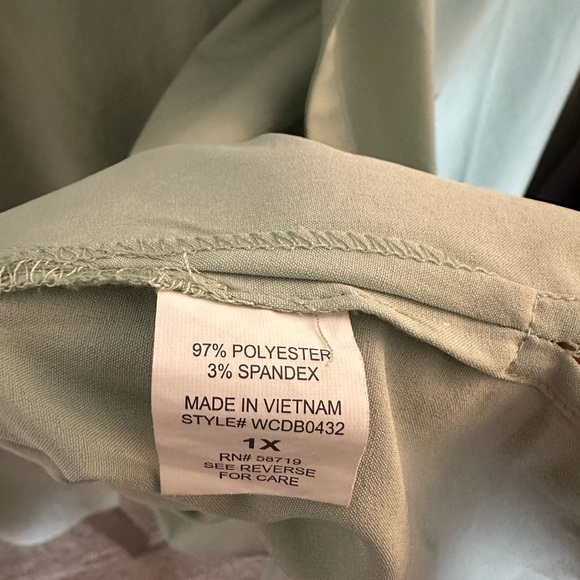 97% POLYESTER
3% SPANDEX
MADE IN VIETNAM
STYLE# WCDB0432
1X
RN# 58719
SEE REVERSE
FOR CARE